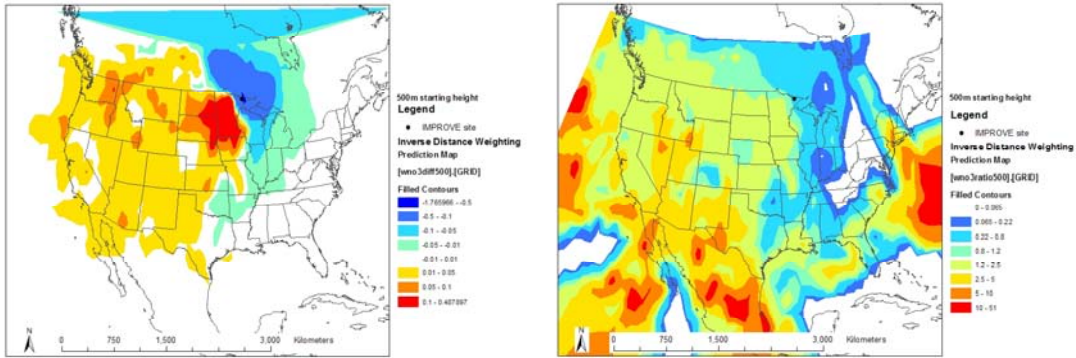 500m starting height
Legend
IMPROVE site
Inverse Distance Weighting
Prediction Map
[wno3diff500].[GRID]
Filled Contours
-1.765966 - -0.5
-0.5 - -0.1
-0.1 - -0.05
-0.05 - -0.01
-0.01 - 0.01
0.01 - 0.05
0.05 - 0.1
0.1 - 0.487897
N
0 750 1,500 3,000 Kilometers
500m starting height
Legend
IMPROVE site
Inverse Distance Weighting
Prediction Map
[wno3ratio500].[GRID]
Filled Contours
0 - 0.065
0.065 - 0.22
0.22 - 0.8
0.8 - 1.2
1.2 - 2.5
2.5 - 5
5 - 10
10 - 51
N
0 750 1,500 3,000 Kilometers